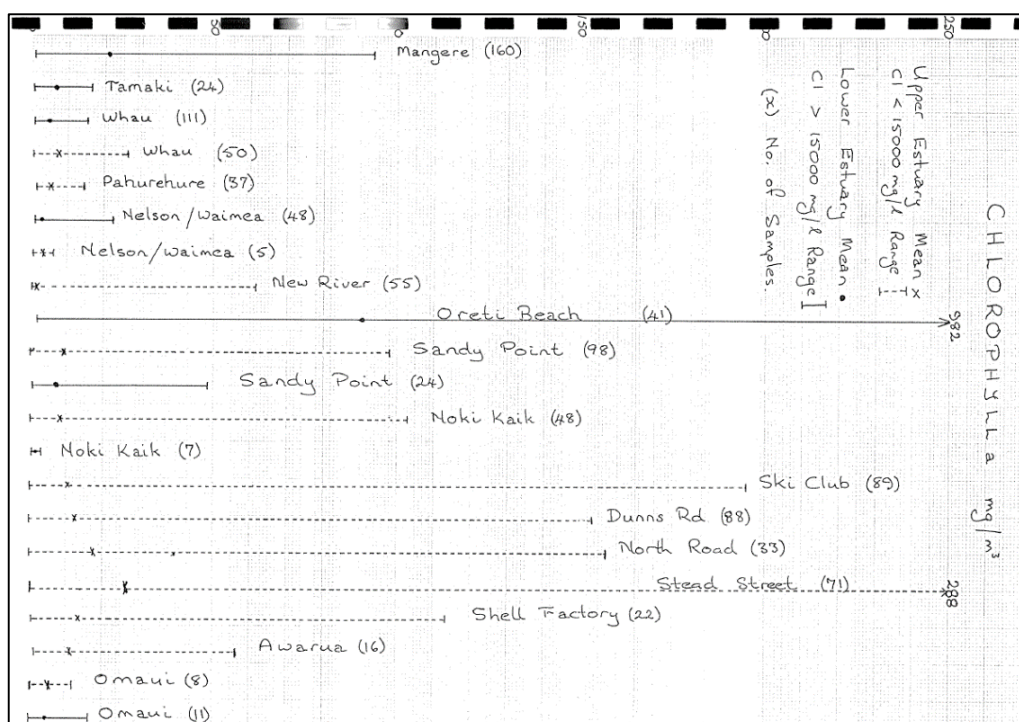 50
150
250
Mangere (160)
Tamaki (24)
Whau (111)
Whau (50)
Pahurehure (37)
Nelson/Waimea (48)
Nelson/Waimea (5)
New River (55)
Oreti Beach (41)
982
Sandy Point (98)
Sandy Point (24)
Noki Kaik (48)
Noki Kaik (7)
Ski Club (89)
Dunns Rd. (88)
North Road (33)
Stead Street (71)
288
Shell Factory (22)
Awarua (16)
Omaui (8)
Omaui (11)
Upper Estuary Mean x
Cl < 15000 mg/l Range
Lower Estuary Mean •
Cl > 15000 mg/l Range
(x) No. of Samples.
CHLOROPHYLL a mg/m³